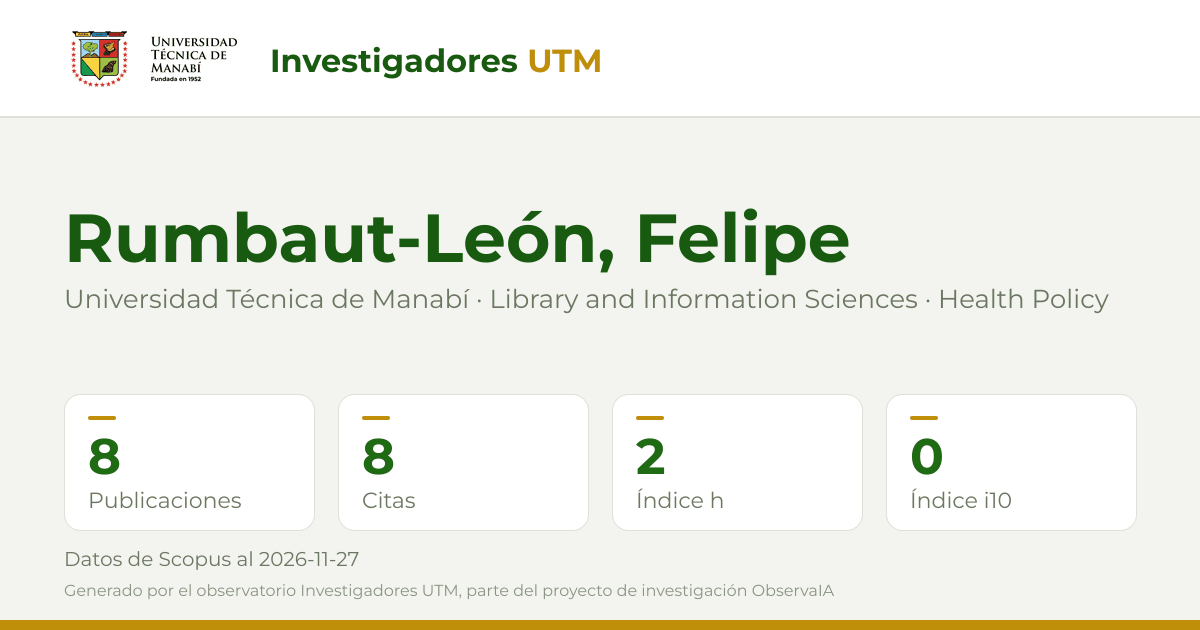 UNIVERSIDAD
TÉCNICA DE
MANABÍ
Fundada en 1952
Investigadores UTM
Rumbaut-León, Felipe
Universidad Técnica de Manabí · Library and Information Sciences · Health Policy
8
Publicaciones
8
Citas
2
Índice h
0
Índice i10
Datos de Scopus al 2026-11-27
Generado por el observatorio Investigadores UTM, parte del proyecto de investigación ObservaIA